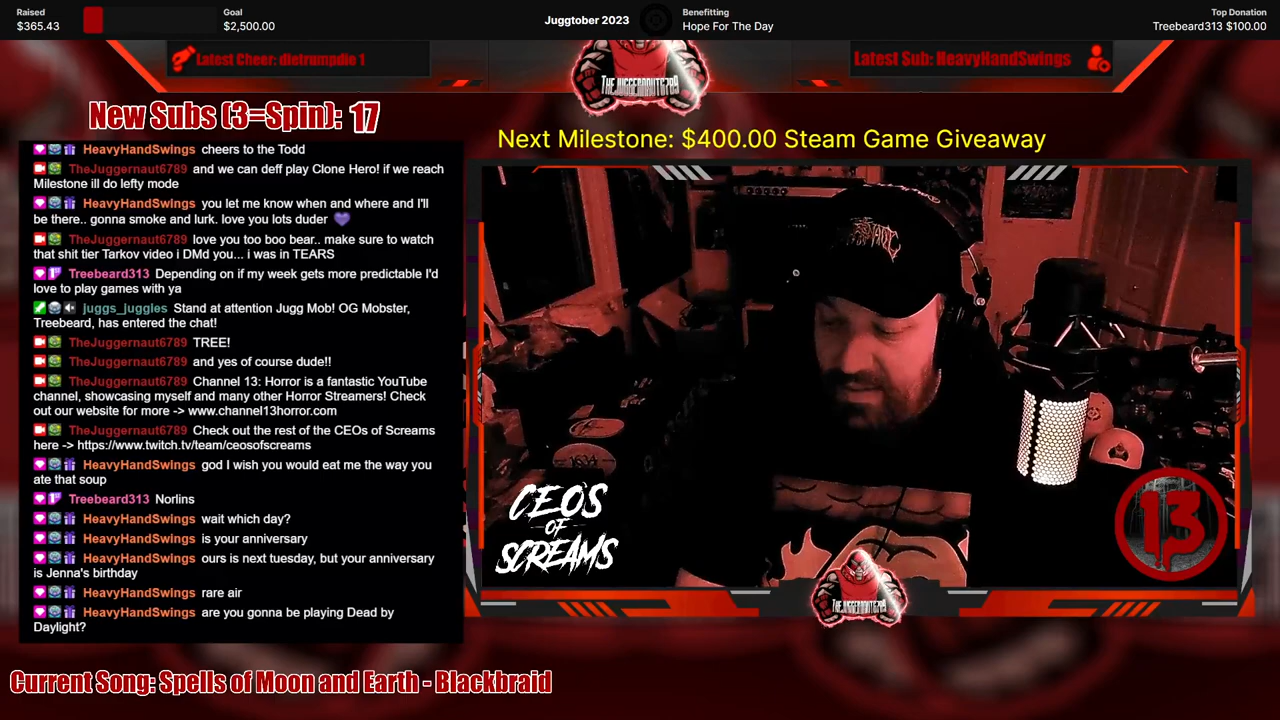 Raised
$365.43
Goal
$2,500.00
Juggtober 2023
Benefitting
Hope For The Day
Top Donation
Treebeard313 $100.00
Latest Cheer: dietrumpdie 1
THEJUGGERNAUT6789
Latest Sub: HeavyHandSwings
New Subs (3=Spin): 17
Next Milestone: $400.00 Steam Game Giveaway
HeavyHandSwings cheers to the Todd
TheJuggernaut6789 and we can deff play Clone Hero! if we reach
Milestone ill do lefty mode
HeavyHandSwings you let me know when and where and I'll
be there.. gonna smoke and lurk. love you lots duder
TheJuggernaut6789 love you too boo bear.. make sure to watch
that shit tier Tarkov video i DMd you... i was in TEARS
Treebeard313 Depending on if my week gets more predictable I'd
love to play games with ya
juggs_juggies Stand at attention Jugg Mob! OG Mobster,
Treebeard, has entered the chat!
TheJuggernaut6789 TREE!
TheJuggernaut6789 and yes of course dude!!
TheJuggernaut6789 Channel 13: Horror is a fantastic YouTube
channel, showcasing myself and many other Horror Streamers! Check
out our website for more -> www.channel13horror.com
TheJuggernaut6789 Check out the rest of the CEOs of Screams
here -> https://www.twitch.tv/team/ceosofscreams
HeavyHandSwings god I wish you would eat me the way you
ate that soup
Treebeard313 Norlins
HeavyHandSwings wait which day?
HeavyHandSwings is your anniversary
HeavyHandSwings ours is next tuesday, but your anniversary
is Jenna's birthday
HeavyHandSwings rare air
HeavyHandSwings are you gonna be playing Dead by
Daylight?
CEO'S
OF
SCREAMS
13
THEJUGGERNAUT6789
Current Song: Spells of Moon and Earth - Blackbraid